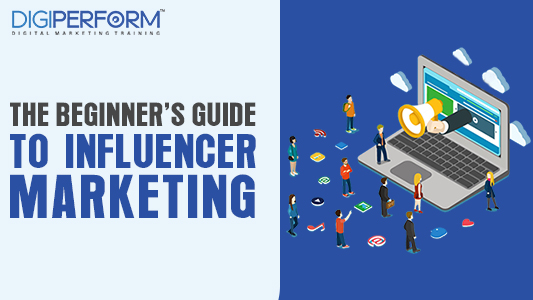 DIGIPERFORM™
DIGITAL MARKETING TRAINING
THE BEGINNER'S GUIDE
TO INFLUENCER
MARKETING